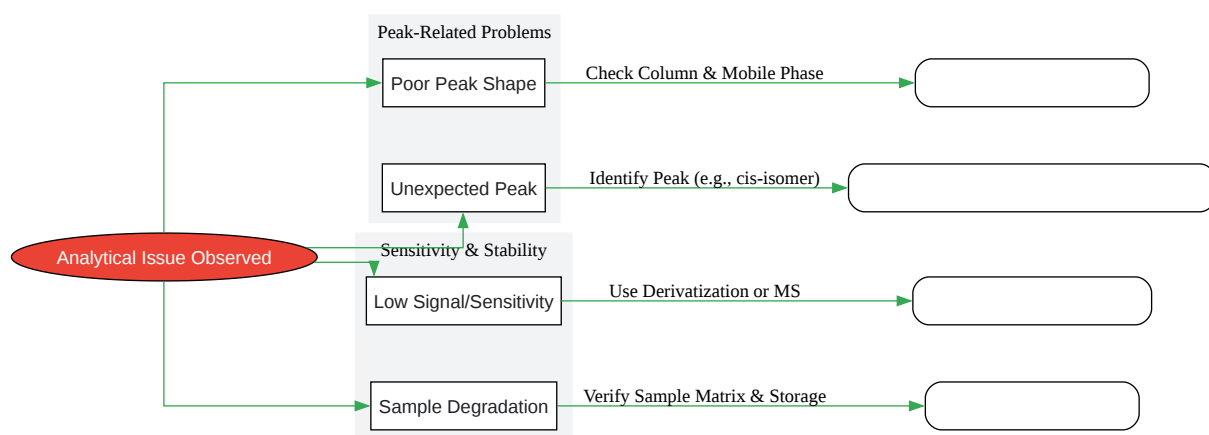 Peak-Related Problems
Poor Peak Shape
Check Column & Mobile Phase
Unexpected Peak
Identify Peak (e.g., cis-isomer)
Analytical Issue Observed
Sensitivity & Stability
Low Signal/Sensitivity
Use Derivatization or MS
Sample Degradation
Verify Sample Matrix & Storage